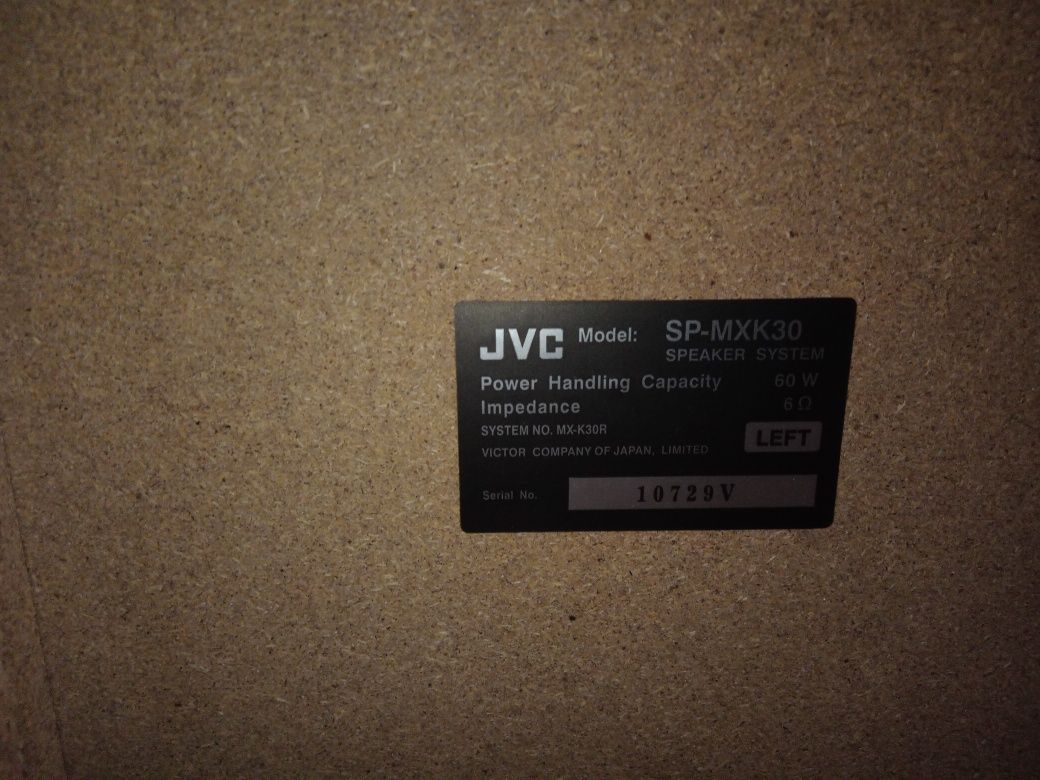 JVC Model: SP-MXK30
SPEAKER SYSTEM
Power Handling Capacity 60 W
Impedance 6 Ω
SYSTEM NO. MX-K30R
LEFT
VICTOR COMPANY OF JAPAN, LIMITED
Serial No. 10729V